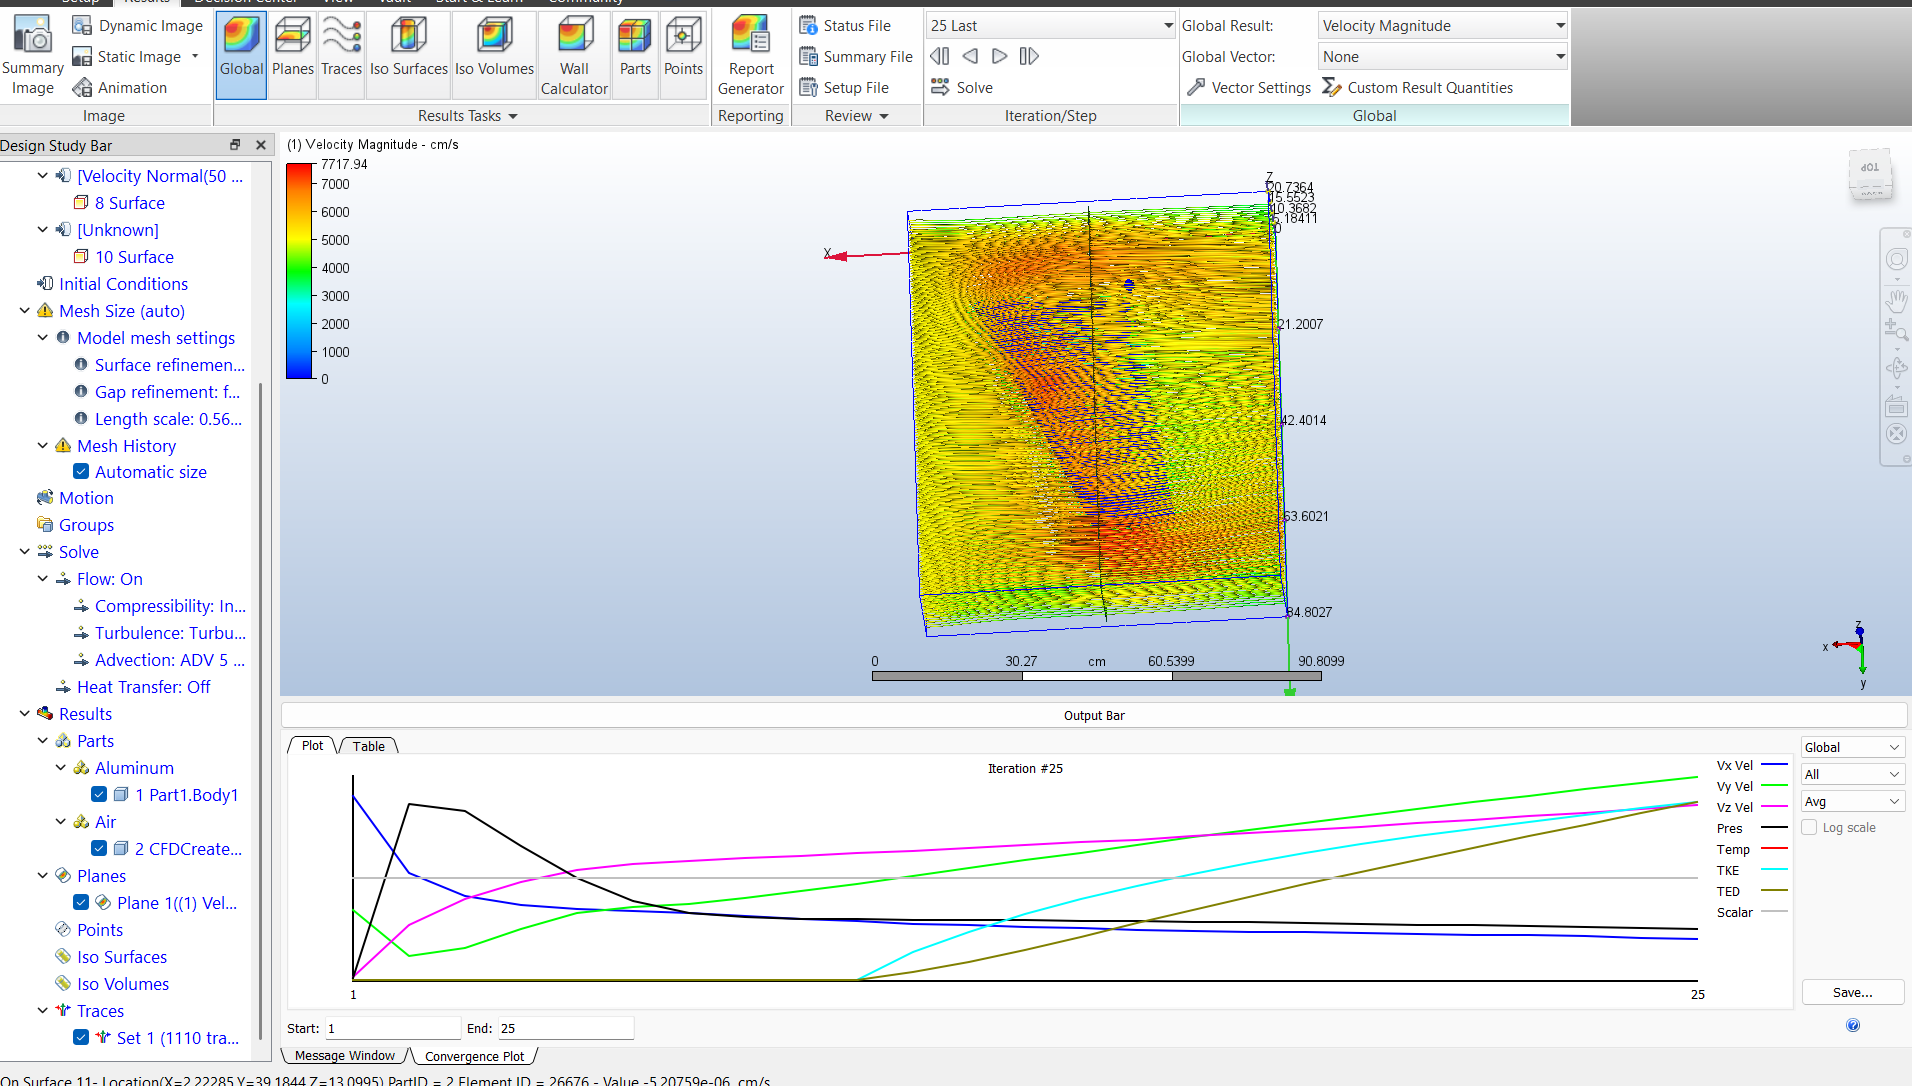 Setup Results Decision Center View Vault Start & Learn Community
Summary Image
Dynamic Image
Static Image
Animation
Image
Global
Planes
Traces
Iso Surfaces
Iso Volumes
Wall Calculator
Parts
Points
Results Tasks
Report Generator
Reporting
Status File
Summary File
Setup File
Review
25 Last
Solve
Iteration/Step
Global Result: Velocity Magnitude
Global Vector: None
Vector Settings Custom Result Quantities
Global
Design Study Bar
[Velocity Normal(50 ...
8 Surface
[Unknown]
10 Surface
Initial Conditions
Mesh Size (auto)
Model mesh settings
Surface refinemen...
Gap refinement: f...
Length scale: 0.56...
Mesh History
Automatic size
Motion
Groups
Solve
Flow: On
Compressibility: In...
Turbulence: Turbu...
Advection: ADV 5 ...
Heat Transfer: Off
Results
Parts
Aluminum
1 Part1.Body1
Air
2 CFDCreate...
Planes
Plane 1((1) Vel...
Points
Iso Surfaces
Iso Volumes
Traces
Set 1 (1110 tra...
(1) Velocity Magnitude - cm/s
7717.94
7000
6000
5000
4000
3000
2000
1000
0
Z
20.7364
15.5523
10.3682
5.18411
0
X
21.2007
42.4014
63.6021
84.8027
0 30.27 cm 60.5399 90.8099
TOP
z
x
y
Output Bar
Plot Table
Iteration #25
1 25
Vx Vel
Vy Vel
Vz Vel
Pres
Temp
TKE
TED
Scalar
Global
All
Avg
Log scale
Save...
Start: 1 End: 25
Message Window Convergence Plot
On Surface 11- Location(X=2.22285,Y=39.1844,Z=13.0995) PartID = 2 Element ID = 26676 - Value -5.20759e-06 cm/s